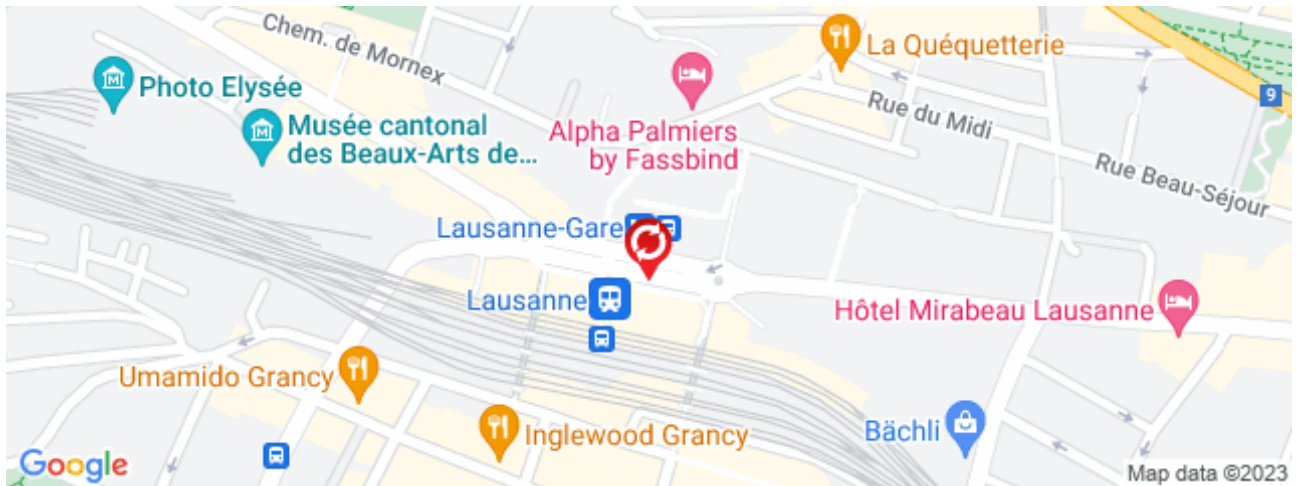 Chem. de Mornex
La Quéquetterie
Photo Elysée
9
Rue du Midi
Musée cantonal
des Beaux-Arts de...
Alpha Palmiers
by Fassbind
Rue Beau-Séjour
Lausanne-Gare
Lausanne
Hôtel Mirabeau Lausanne
Umamido Grancy
Inglewood Grancy
Bächli
Google
Map data ©2023